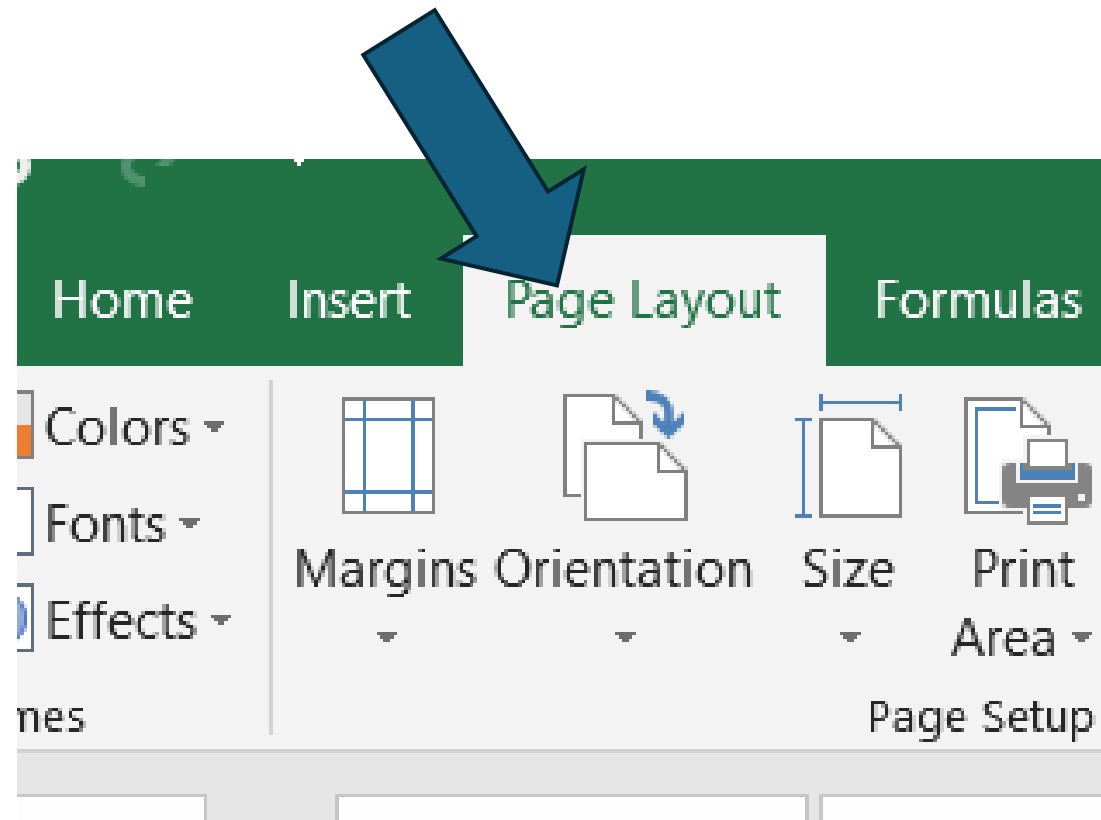 Home Insert Page Layout Formulas
Colors
Fonts
Effects
Margins Orientation Size Print
Area
Page Setup